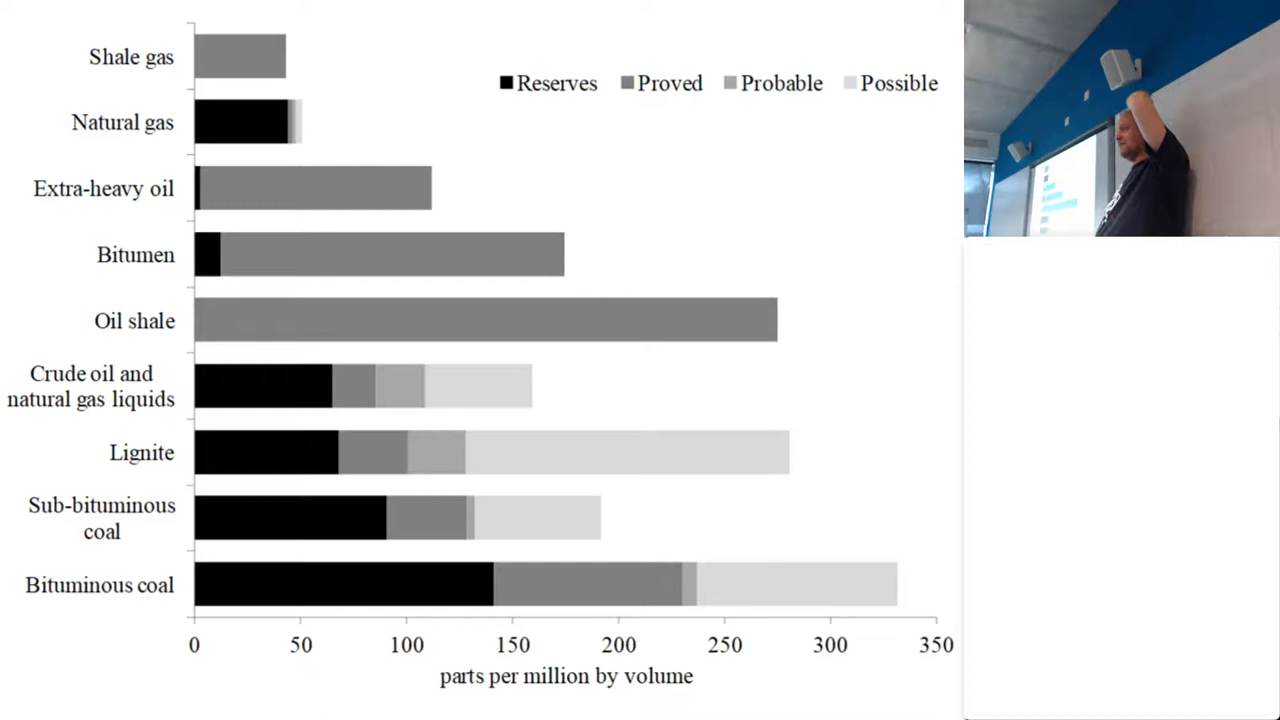 Shale gas
Reserves Proved Probable Possible
Natural gas
Extra-heavy oil
Bitumen
Oil shale
Crude oil and
natural gas liquids
Lignite
Sub-bituminous
coal
Bituminous coal
0 50 100 150 200 250 300 350
parts per million by volume